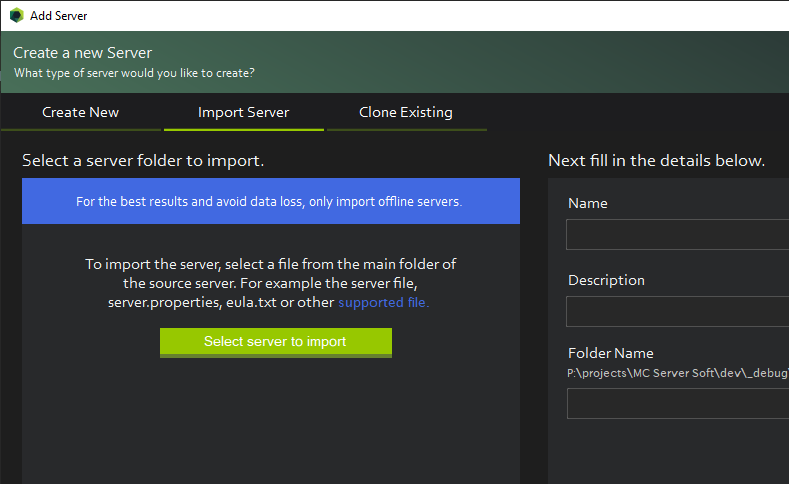 Add Server
Create a new Server
What type of server would you like to create?
Create New
Import Server
Clone Existing
Select a server folder to import.
For the best results and avoid data loss, only import offline servers.
To import the server, select a file from the main folder of
the source server. For example the server file,
server.properties, eula.txt or other supported file.
Select server to import
Next fill in the details below.
Name
Description
Folder Name
P:\projects\MC Server Soft\dev\_debug\